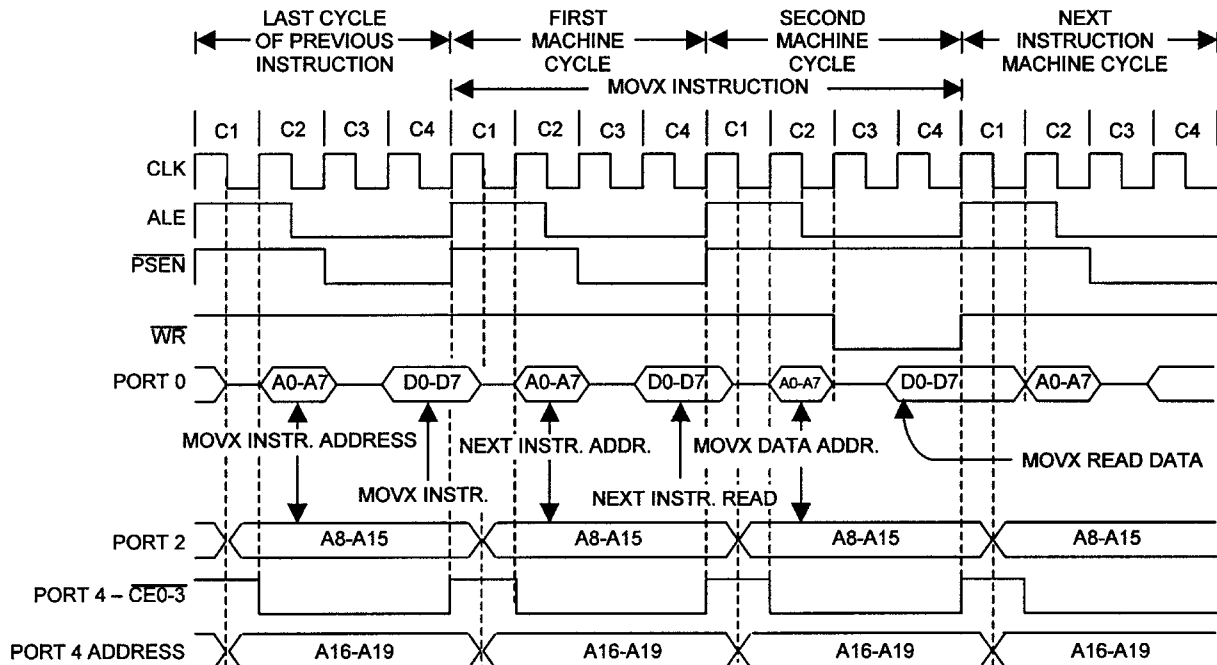 LAST CYCLE OF PREVIOUS INSTRUCTION
FIRST MACHINE CYCLE
SECOND MACHINE CYCLE
NEXT INSTRUCTION MACHINE CYCLE
MOVX INSTRUCTION
C1 C2 C3 C4 C1 C2 C3 C4 C1 C2 C3 C4 C1 C2 C3 C4
CLK
ALE
PSEN
WR
PORT 0 A0-A7 D0-D7 A0-A7 D0-D7 A0-A7 D0-D7 A0-A7
MOVX INSTR. ADDRESS
NEXT INSTR. ADDR.
MOVX DATA ADDR.
MOVX READ DATA
MOVX INSTR.
NEXT INSTR. READ
PORT 2 A8-A15 A8-A15 A8-A15 A8-A15
PORT 4 – CE0-3
PORT 4 ADDRESS A16-A19 A16-A19 A16-A19 A16-A19